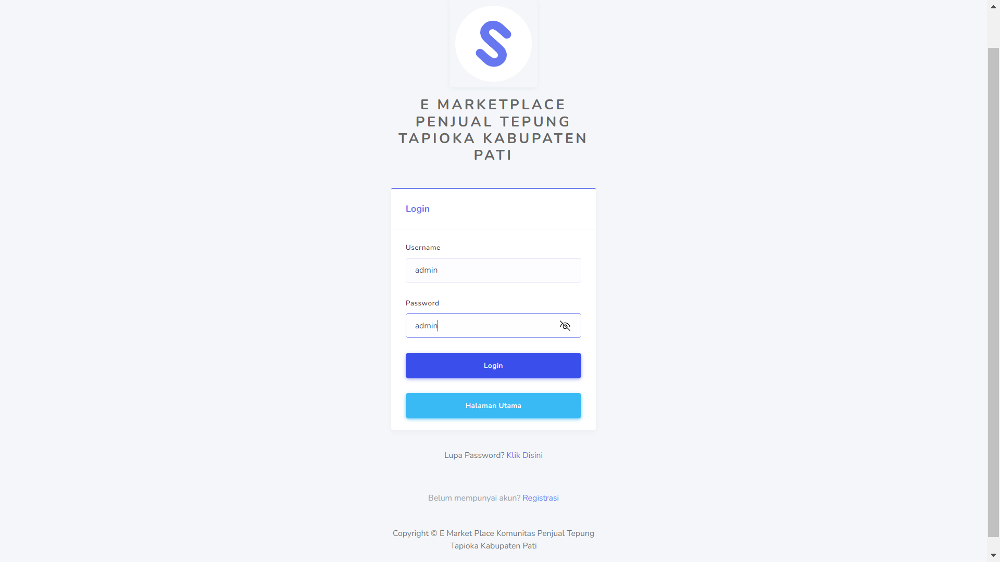 S
E MARKETPLACE
PENJUAL TEPUNG
TAPIOKA KABUPATEN
PATI
Login
Username
admin
Password
admin
Login
Halaman Utama
Lupa Password? Klik Disini
Belum mempunyai akun? Registrasi
Copyright © E Market Place Komunitas Penjual Tepung
Tapioka Kabupaten Pati